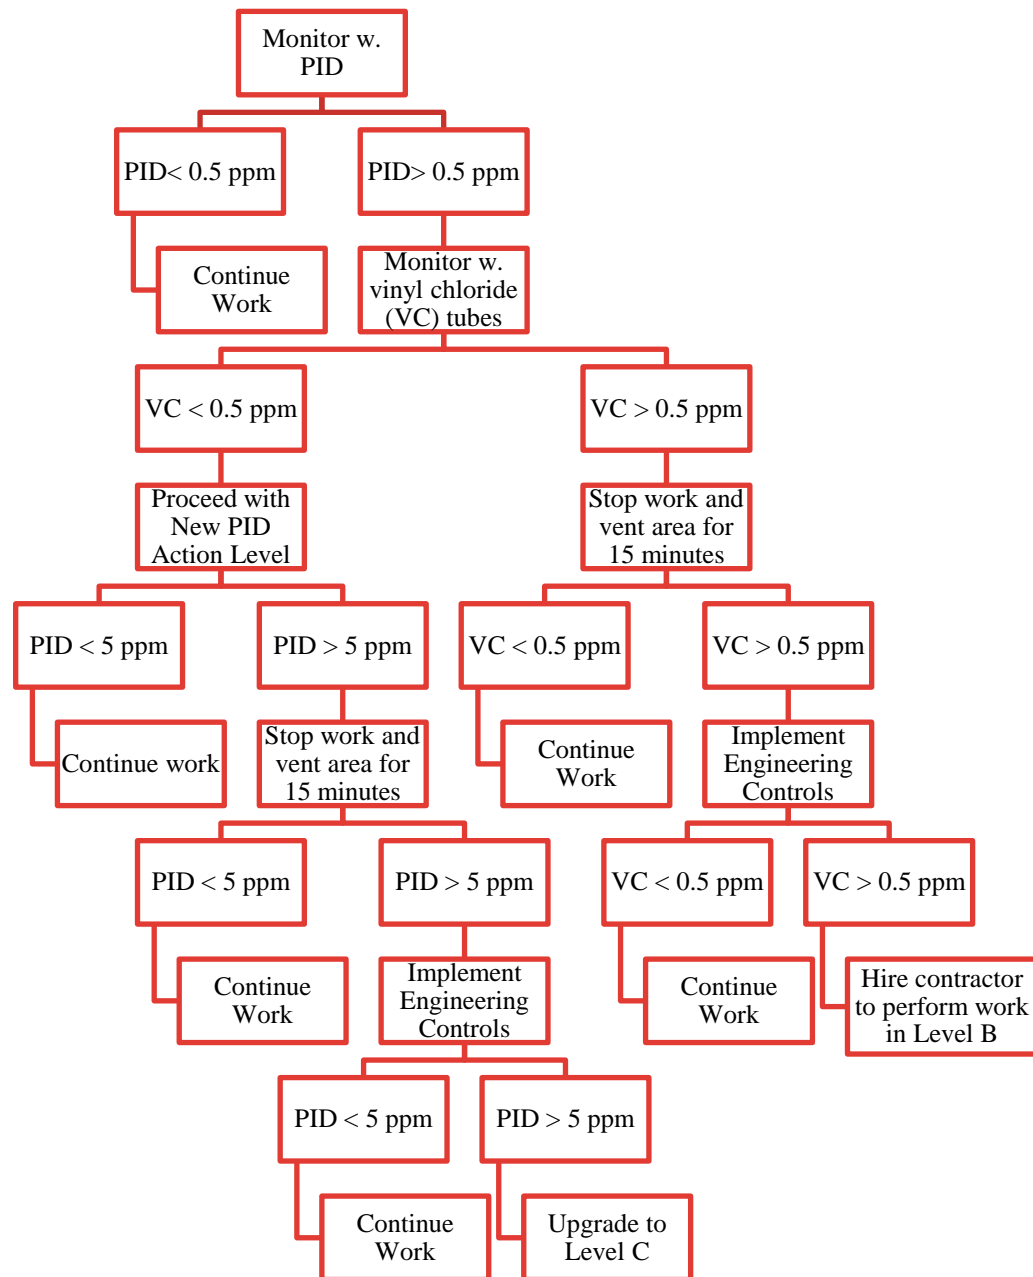 Monitor w.
PID
PID< 0.5 ppm
PID> 0.5 ppm
Continue
Work
Monitor w.
vinyl chloride
(VC) tubes
VC < 0.5 ppm
VC > 0.5 ppm
Proceed with
New PID
Action Level
Stop work and
vent area for
15 minutes
PID < 5 ppm
PID > 5 ppm
VC < 0.5 ppm
VC > 0.5 ppm
Continue work
Stop work and
vent area for
15 minutes
Continue
Work
Implement
Engineering
Controls
PID < 5 ppm
PID > 5 ppm
VC < 0.5 ppm
VC > 0.5 ppm
Continue
Work
Implement
Engineering
Controls
Continue
Work
Hire contractor
to perform work
in Level B
PID < 5 ppm
PID > 5 ppm
Continue
Work
Upgrade to
Level C